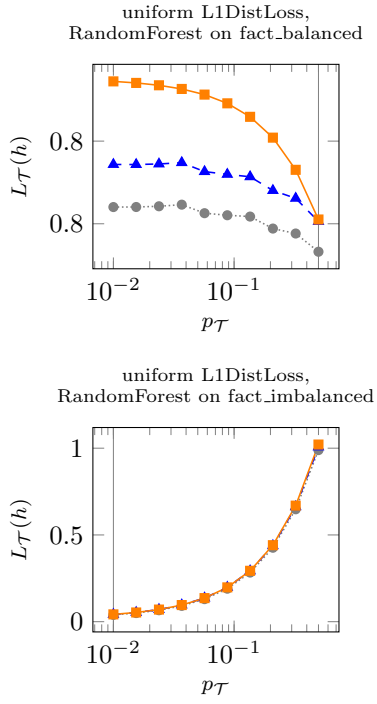 uniform L1DistLoss,
RandomForest on fact_balanced
L_𝒯(h)
0.8
0.8
10^−2
10^−1
p_𝒯
uniform L1DistLoss,
RandomForest on fact_imbalanced
L_𝒯(h)
1
0.5
0
10^−2
10^−1
p_𝒯